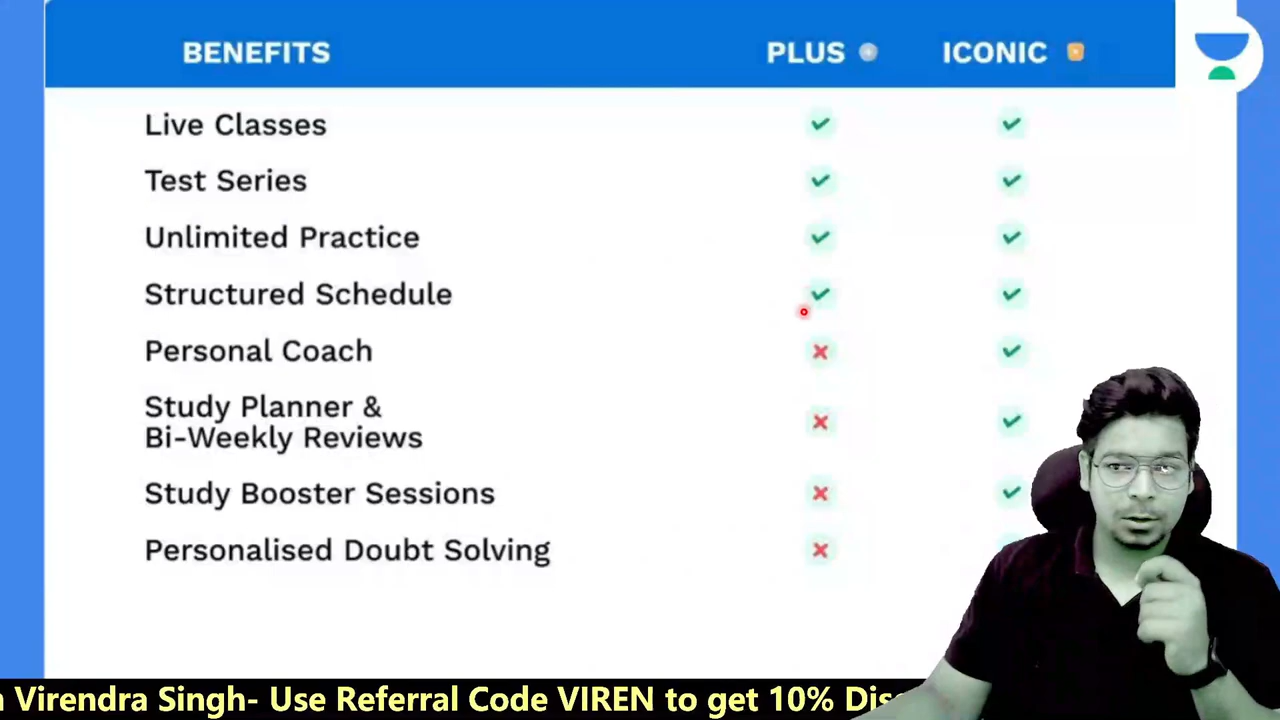 BENEFITS PLUS ICONIC
Live Classes
Test Series
Unlimited Practice
Structured Schedule
Personal Coach
Study Planner &
Bi-Weekly Reviews
Study Booster Sessions
Personalised Doubt Solving
Virendra Singh- Use Referral Code VIREN to get 10%